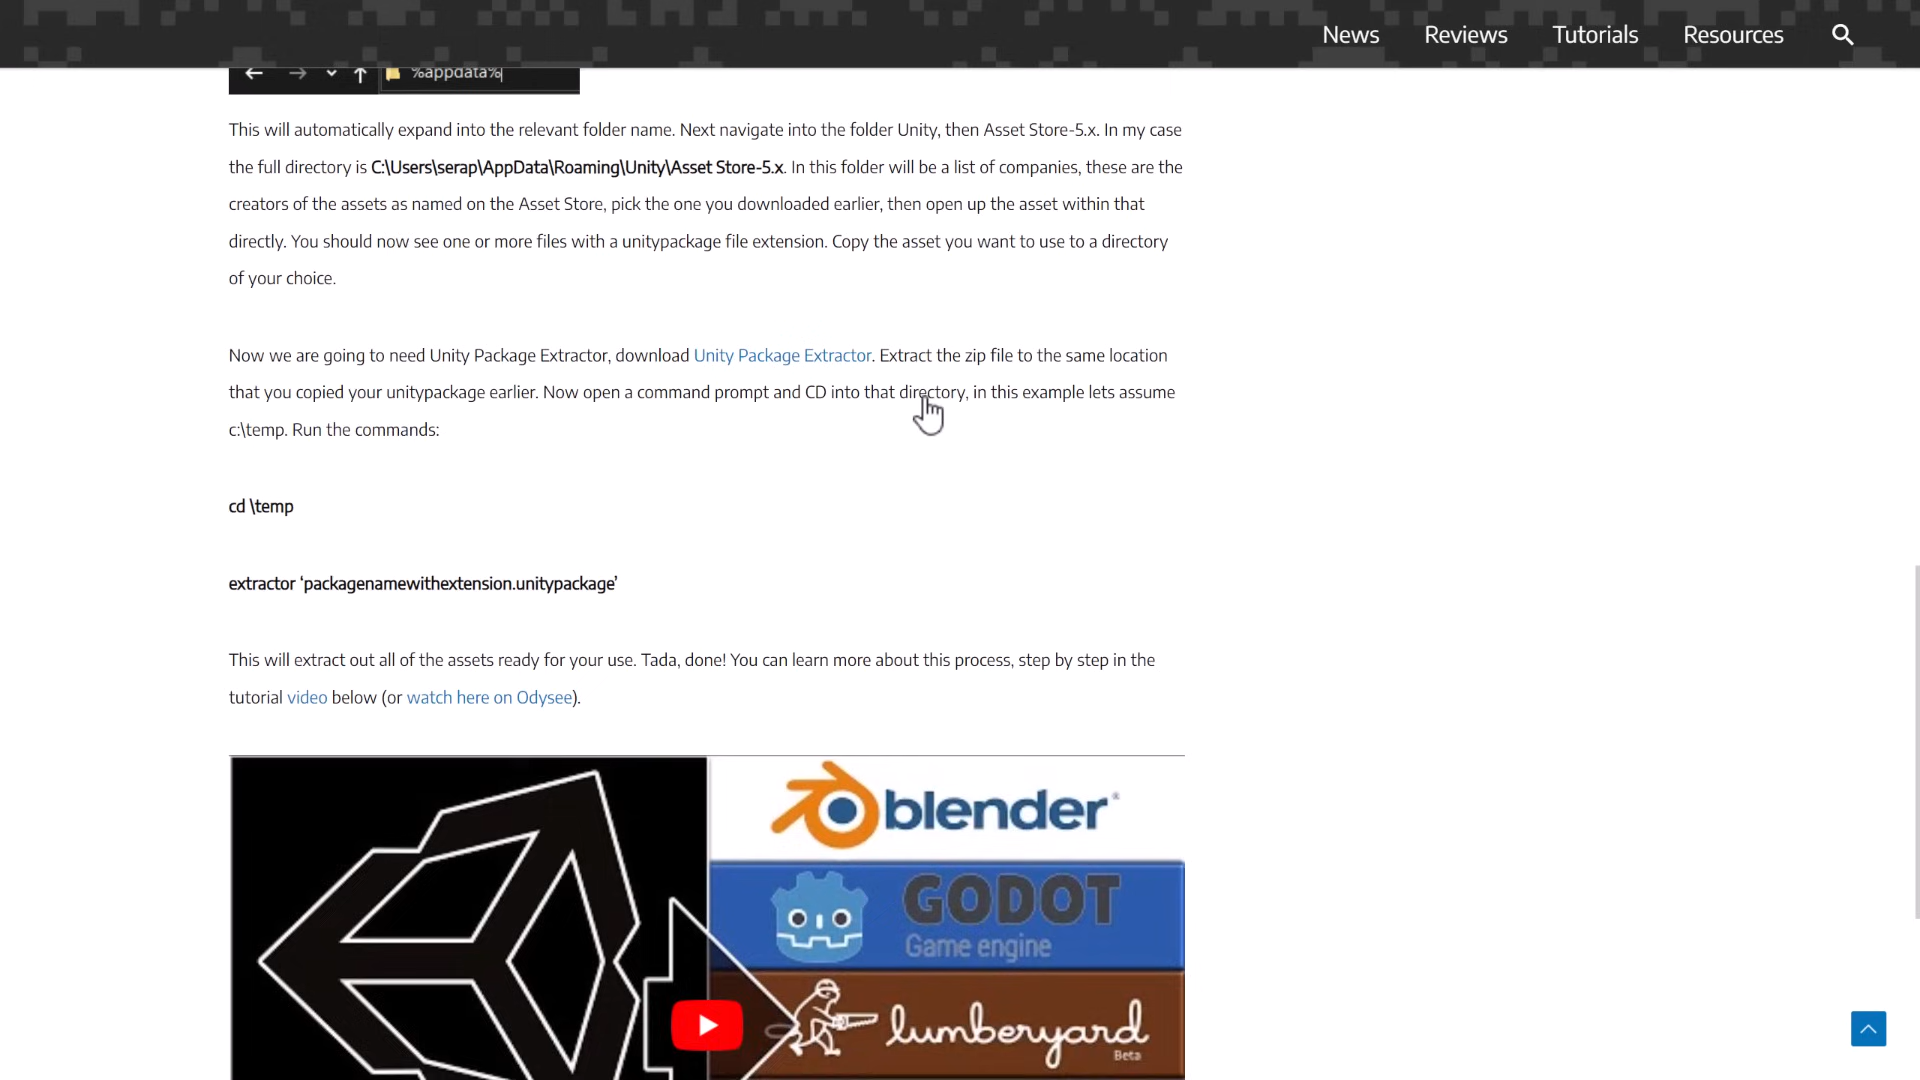 News Reviews Tutorials Resources
%appdata%
This will automatically expand into the relevant folder name. Next navigate into the folder Unity, then Asset Store-5.x. In my case
the full directory is C:\Users\serap\AppData\Roaming\Unity\Asset Store-5.x. In this folder will be a list of companies, these are the
creators of the assets as named on the Asset Store, pick the one you downloaded earlier, then open up the asset within that
directly. You should now see one or more files with a unitypackage file extension. Copy the asset you want to use to a directory
of your choice.
Now we are going to need Unity Package Extractor, download Unity Package Extractor. Extract the zip file to the same location
that you copied your unitypackage earlier. Now open a command prompt and CD into that directory, in this example lets assume
c:\temp. Run the commands:
cd \temp
extractor ‘packagenamewithextension.unitypackage’
This will extract out all of the assets ready for your use. Tada, done! You can learn more about this process, step by step in the
tutorial video below (or watch here on Odysee).
blender®
GODOT
Game engine
lumberyard
Beta